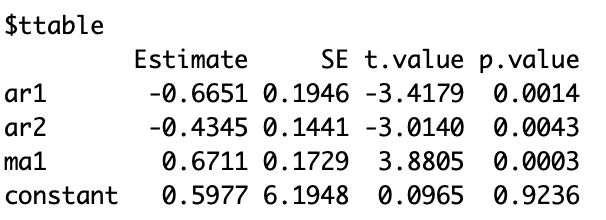 $ttable
Estimate SE t.value p.value
ar1 -0.6651 0.1946 -3.4179 0.0014
ar2 -0.4345 0.1441 -3.0140 0.0043
ma1 0.6711 0.1729 3.8805 0.0003
constant 0.5977 6.1948 0.0965 0.9236